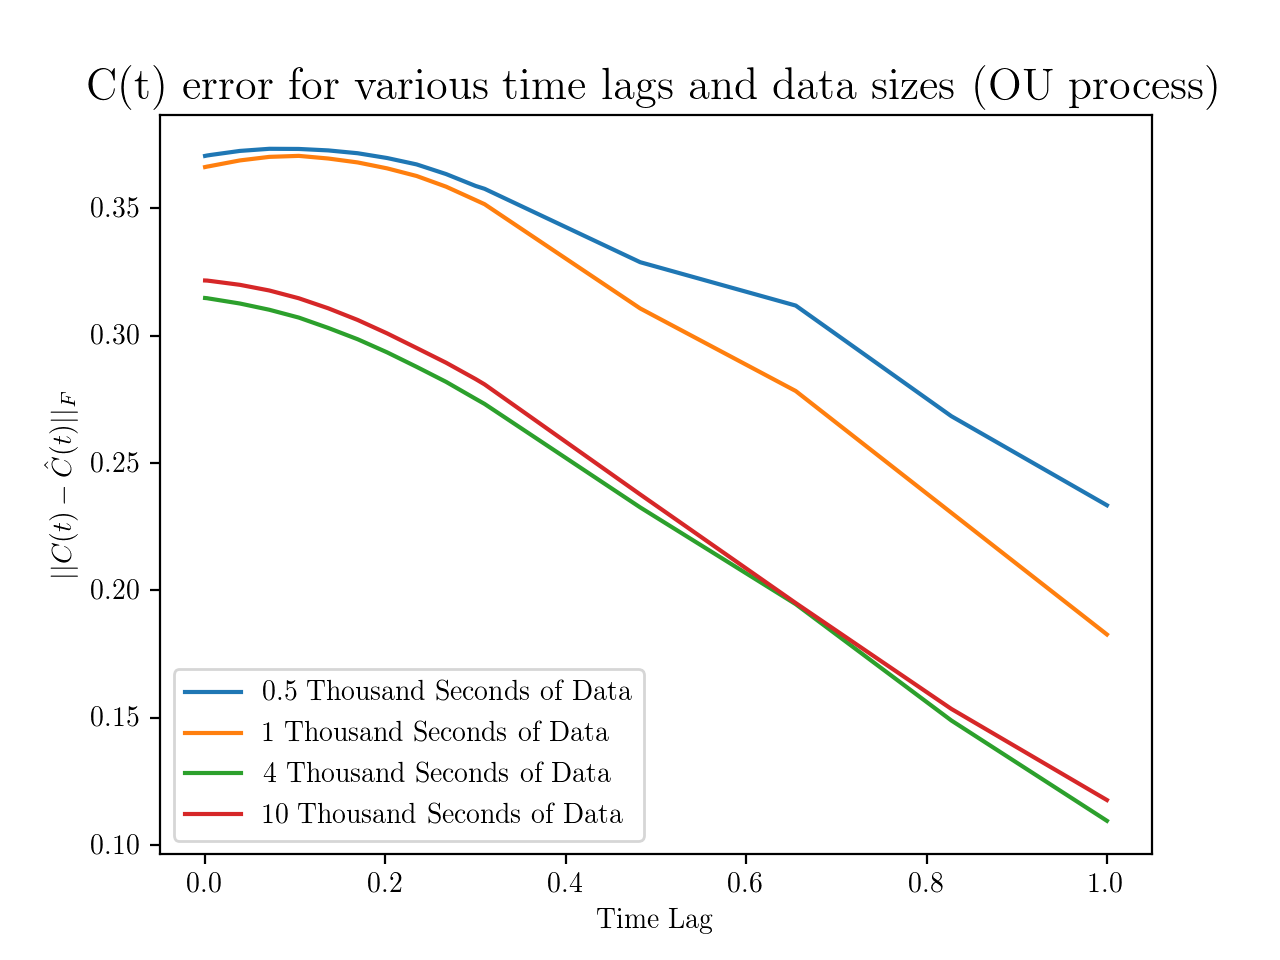 C(t) error for various time lags and data sizes (OU process)
||C(t) − Ĉ(t)||_F
0.35
0.30
0.25
0.20
0.15
0.10
0.5 Thousand Seconds of Data
1 Thousand Seconds of Data
4 Thousand Seconds of Data
10 Thousand Seconds of Data
0.0 0.2 0.4 0.6 0.8 1.0
Time Lag